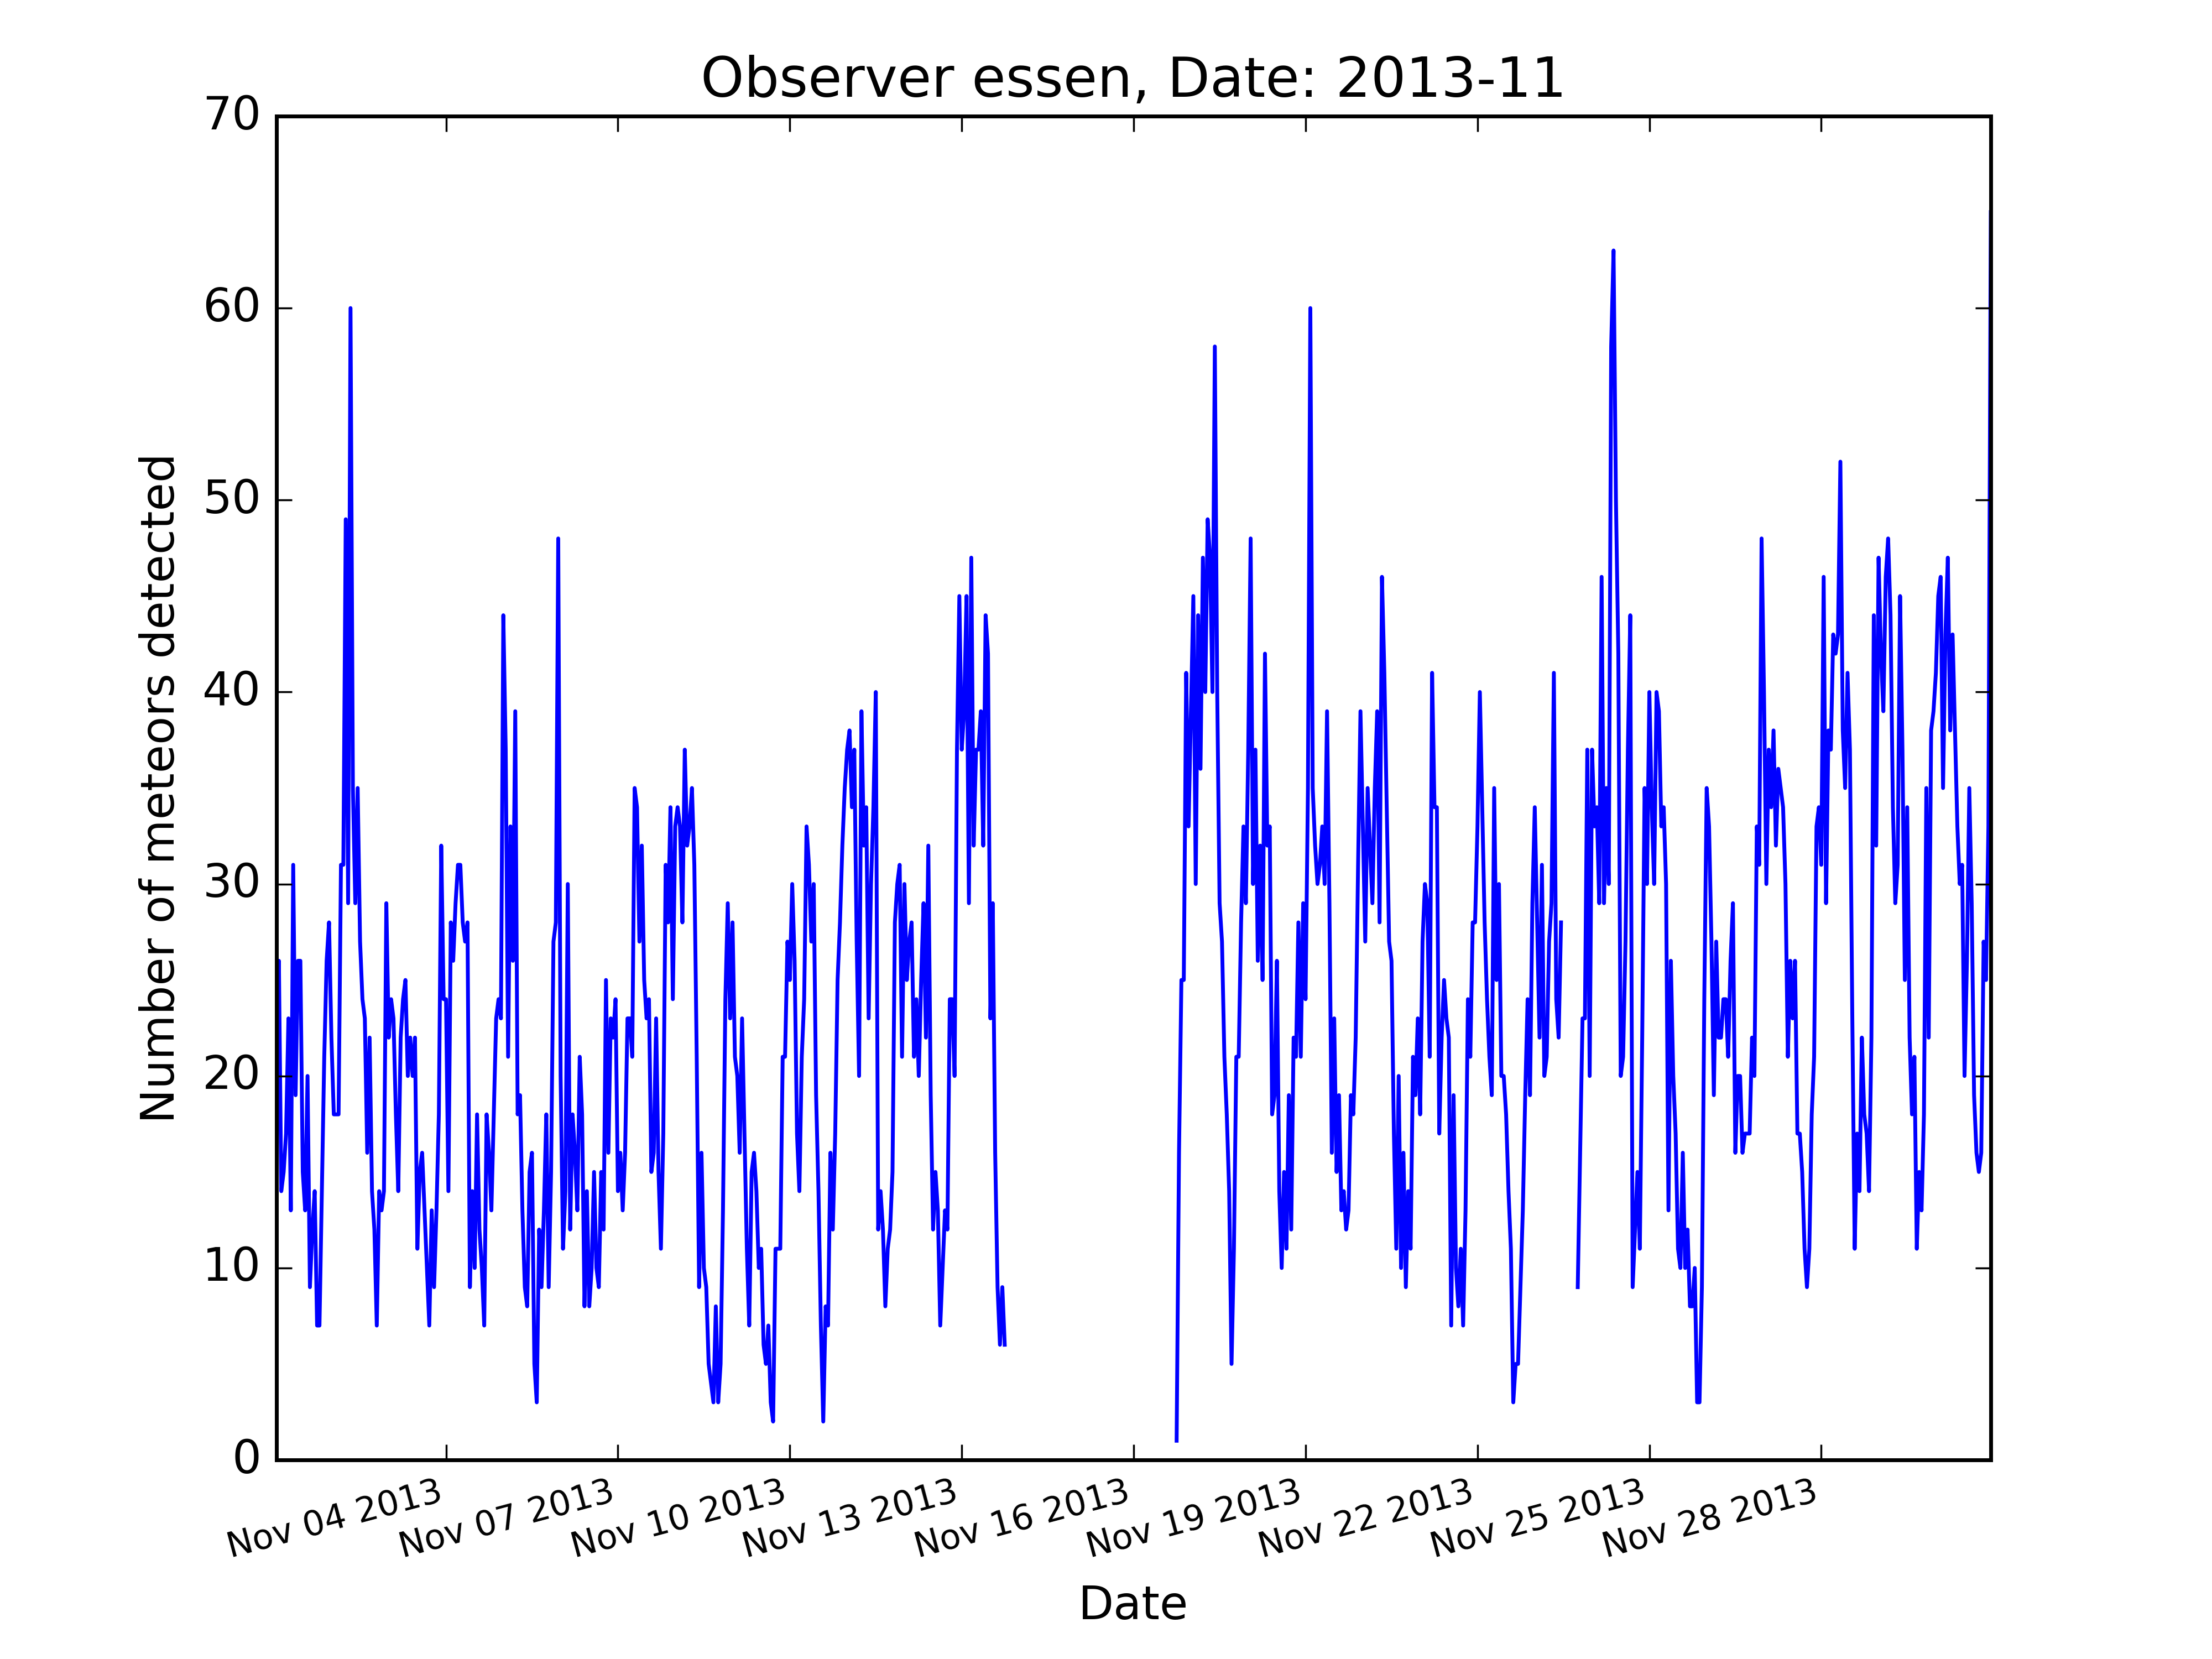 Observer essen, Date: 2013-11
70
60
50
40
30
20
10
0
Number of meteors detected
Nov 04 2013
Nov 07 2013
Nov 10 2013
Nov 13 2013
Nov 16 2013
Nov 19 2013
Nov 22 2013
Nov 25 2013
Nov 28 2013
Date